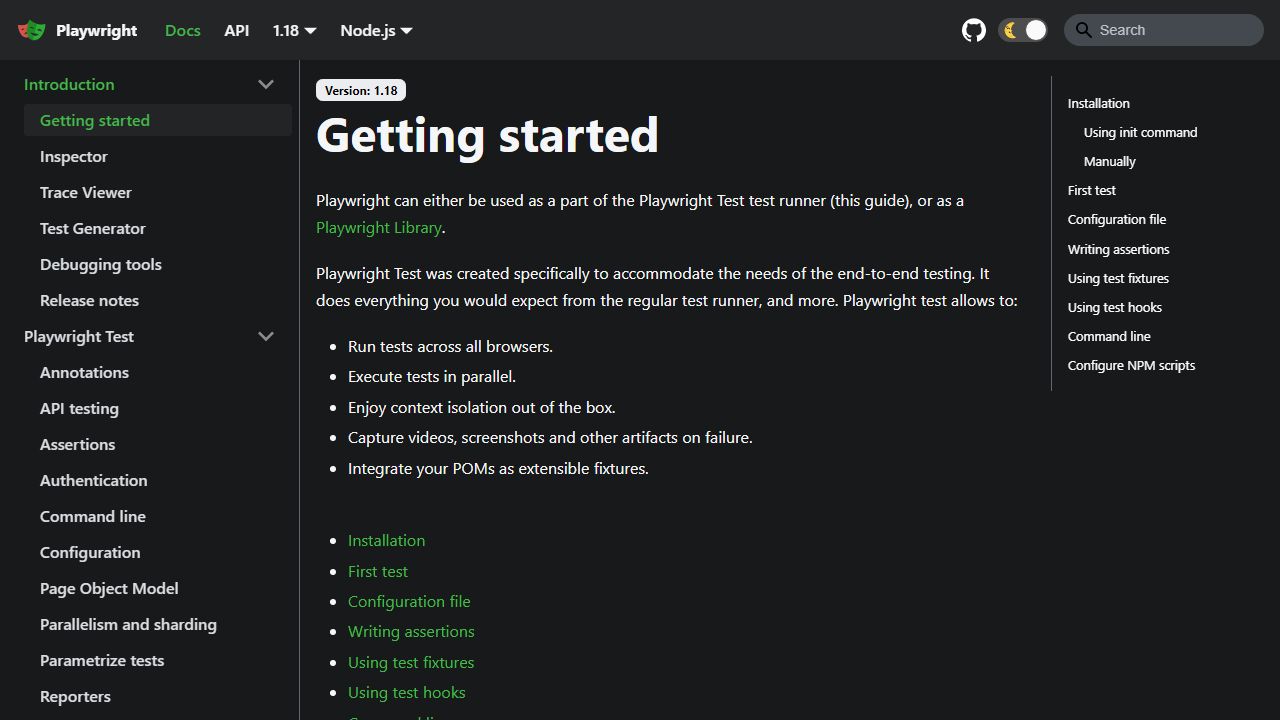 Playwright
Docs
API
1.18
Node.js
Search
Introduction
Getting started
Inspector
Trace Viewer
Test Generator
Debugging tools
Release notes
Playwright Test
Annotations
API testing
Assertions
Authentication
Command line
Configuration
Page Object Model
Parallelism and sharding
Parametrize tests
Reporters
Version: 1.18
Getting started
Playwright can either be used as a part of the Playwright Test test runner (this guide), or as a
Playwright Library.
Playwright Test was created specifically to accommodate the needs of the end-to-end testing. It
does everything you would expect from the regular test runner, and more. Playwright test allows to:
Run tests across all browsers.
Execute tests in parallel.
Enjoy context isolation out of the box.
Capture videos, screenshots and other artifacts on failure.
Integrate your POMs as extensible fixtures.
Installation
First test
Configuration file
Writing assertions
Using test fixtures
Using test hooks
Installation
Using init command
Manually
First test
Configuration file
Writing assertions
Using test fixtures
Using test hooks
Command line
Configure NPM scripts